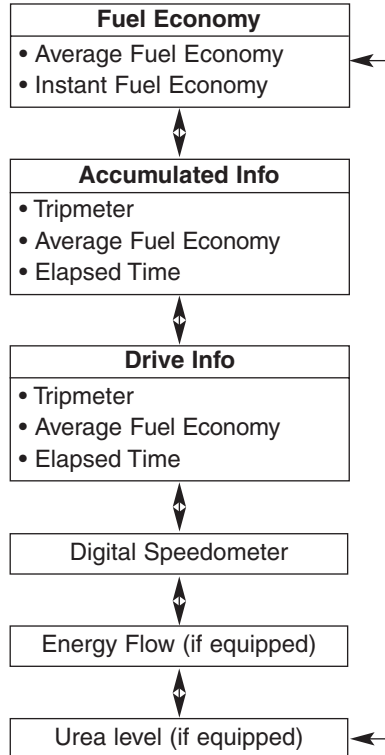 Fuel Economy
• Average Fuel Economy
• Instant Fuel Economy
Accumulated Info
• Tripmeter
• Average Fuel Economy
• Elapsed Time
Drive Info
• Tripmeter
• Average Fuel Economy
• Elapsed Time
Digital Speedometer
Energy Flow (if equipped)
Urea level (if equipped)